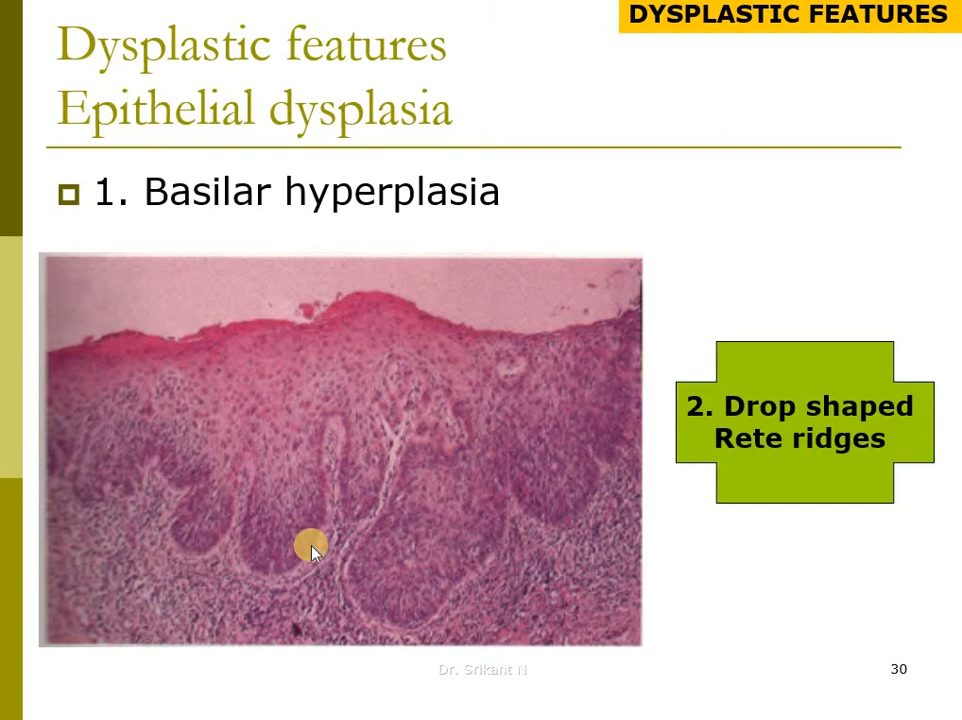 DYSPLASTIC FEATURES
Dysplastic features
Epithelial dysplasia
1. Basilar hyperplasia
2. Drop shaped
Rete ridges
Dr. Srikant N
30